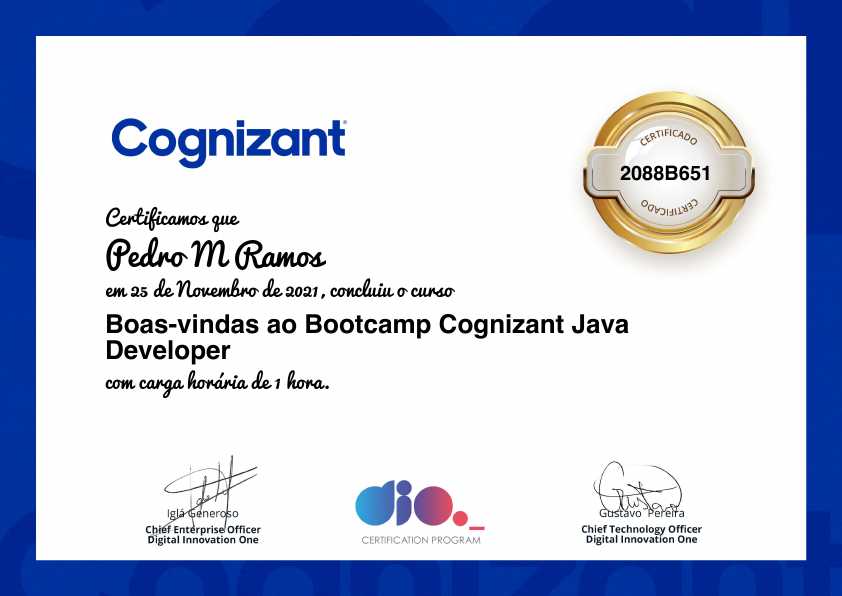 Cognizant
CERTIFICADO
2088B651
CERTIFICADO
Certificamos que
Pedro M Ramos
em 25 de Novembro de 2021, concluiu o curso
Boas-vindas ao Bootcamp Cognizant Java
Developer
com carga horária de 1 hora.
Iglá Generoso
Chief Enterprise Officer
Digital Innovation One
dio._
CERTIFICATION PROGRAM
Gustavo Pereira
Chief Technology Officer
Digital Innovation One
Cognizant